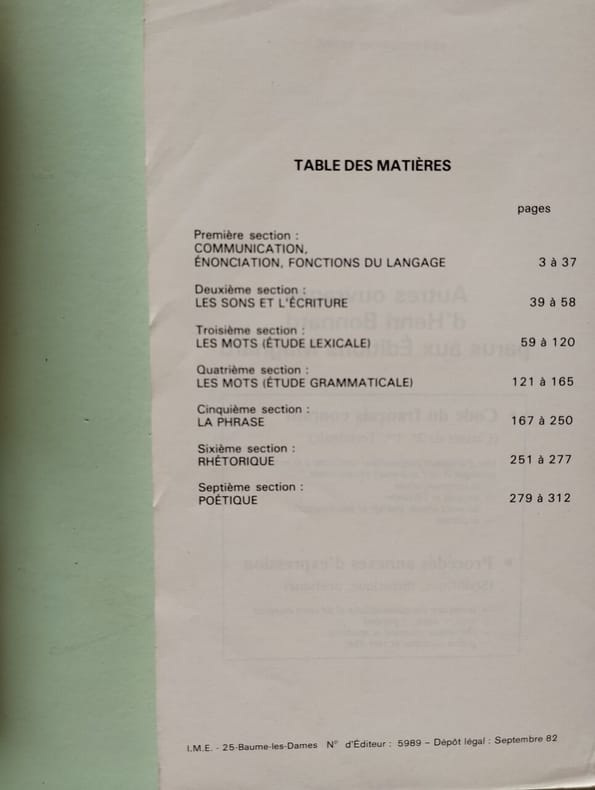 TABLE DES MATIÈRES
pages
Première section :
COMMUNICATION,
ÉNONCIATION, FONCTIONS DU LANGAGE 3 à 37
Deuxième section :
LES SONS ET L'ÉCRITURE 39 à 58
Troisième section :
LES MOTS (ÉTUDE LEXICALE) 59 à 120
Quatrième section :
LES MOTS (ÉTUDE GRAMMATICALE) 121 à 165
Cinquième section :
LA PHRASE 167 à 250
Sixième section :
RHÉTORIQUE 251 à 277
Septième section :
POÉTIQUE 279 à 312
I.M.E. - 25-Baume-les-Dames N° d'Éditeur : 5989 – Dépôt légal : Septembre 82